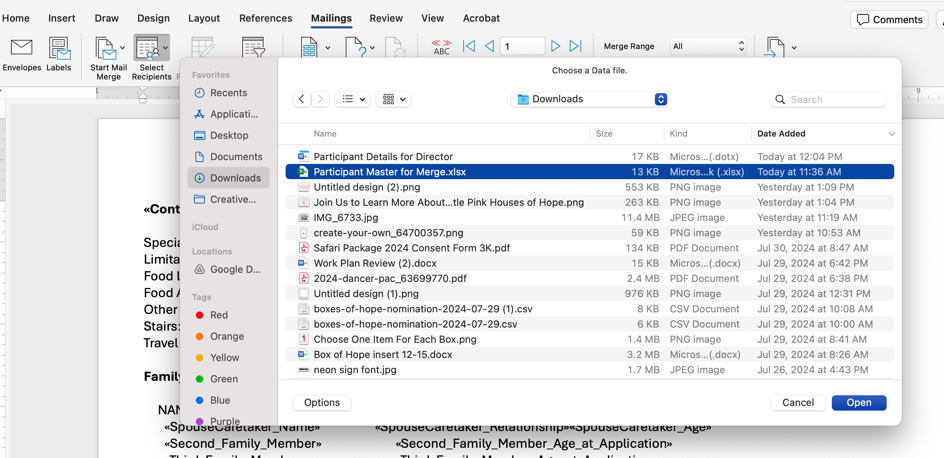 Home Insert Draw Design Layout References Mailings Review View Acrobat Comments
ABC 1 Merge Range All
Envelopes Labels Start Mail Merge Select Recipients
Choose a Data file.
Favorites
Recents
Applicati...
Desktop
Documents
Downloads
Creative...
iCloud
Locations
Google D...
Tags
Red
Orange
Yellow
Green
Blue
Purple
Downloads Search
Name Size Kind Date Added
Participant Details for Director 17 KB Micros...(.dotx) Today at 12:04 PM
Participant Master for Merge.xlsx 13 KB Micros...k (.xlsx) Today at 11:36 AM
Untitled design (2).png 553 KB PNG image Yesterday at 1:09 PM
Join Us to Learn More About...tle Pink Houses of Hope.png 263 KB PNG image Yesterday at 1:04 PM
IMG_6733.jpg 11.4 MB JPEG image Yesterday at 11:19 AM
create-your-own_64700357.png 59 KB PNG image Yesterday at 10:53 AM
Safari Package 2024 Consent Form 3K.pdf 134 KB PDF Document Jul 30, 2024 at 8:47 AM
Work Plan Review (2).docx 15 KB Micros...(.docx) Jul 29, 2024 at 6:42 PM
2024-dancer-pac_63699770.pdf 2.4 MB PDF Document Jul 29, 2024 at 6:38 PM
Untitled design (1).png 976 KB PNG image Jul 29, 2024 at 12:31 PM
boxes-of-hope-nomination-2024-07-29 (1).csv 8 KB CSV Document Jul 29, 2024 at 10:08 AM
boxes-of-hope-nomination-2024-07-29.csv 6 KB CSV Document Jul 29, 2024 at 10:00 AM
Choose One Item For Each Box.png 1.4 MB PNG image Jul 29, 2024 at 8:41 AM
Box of Hope insert 12-15.docx 3.2 MB Micros...(.docx) Jul 29, 2024 at 8:26 AM
neon sign font.jpg 1.7 MB JPEG image Jul 26, 2024 at 4:43 PM
Options Cancel Open
«Cont
Specia
Limita
Food L
Food A
Other
Stairs:
Travel
Family
NAM
«SpouseCaretaker_Name» «SpouseCaretaker_Relationship»«SpouseCaretaker_Age»
«Second_Family_Member» «Second_Family_Member_Age_at_Application»